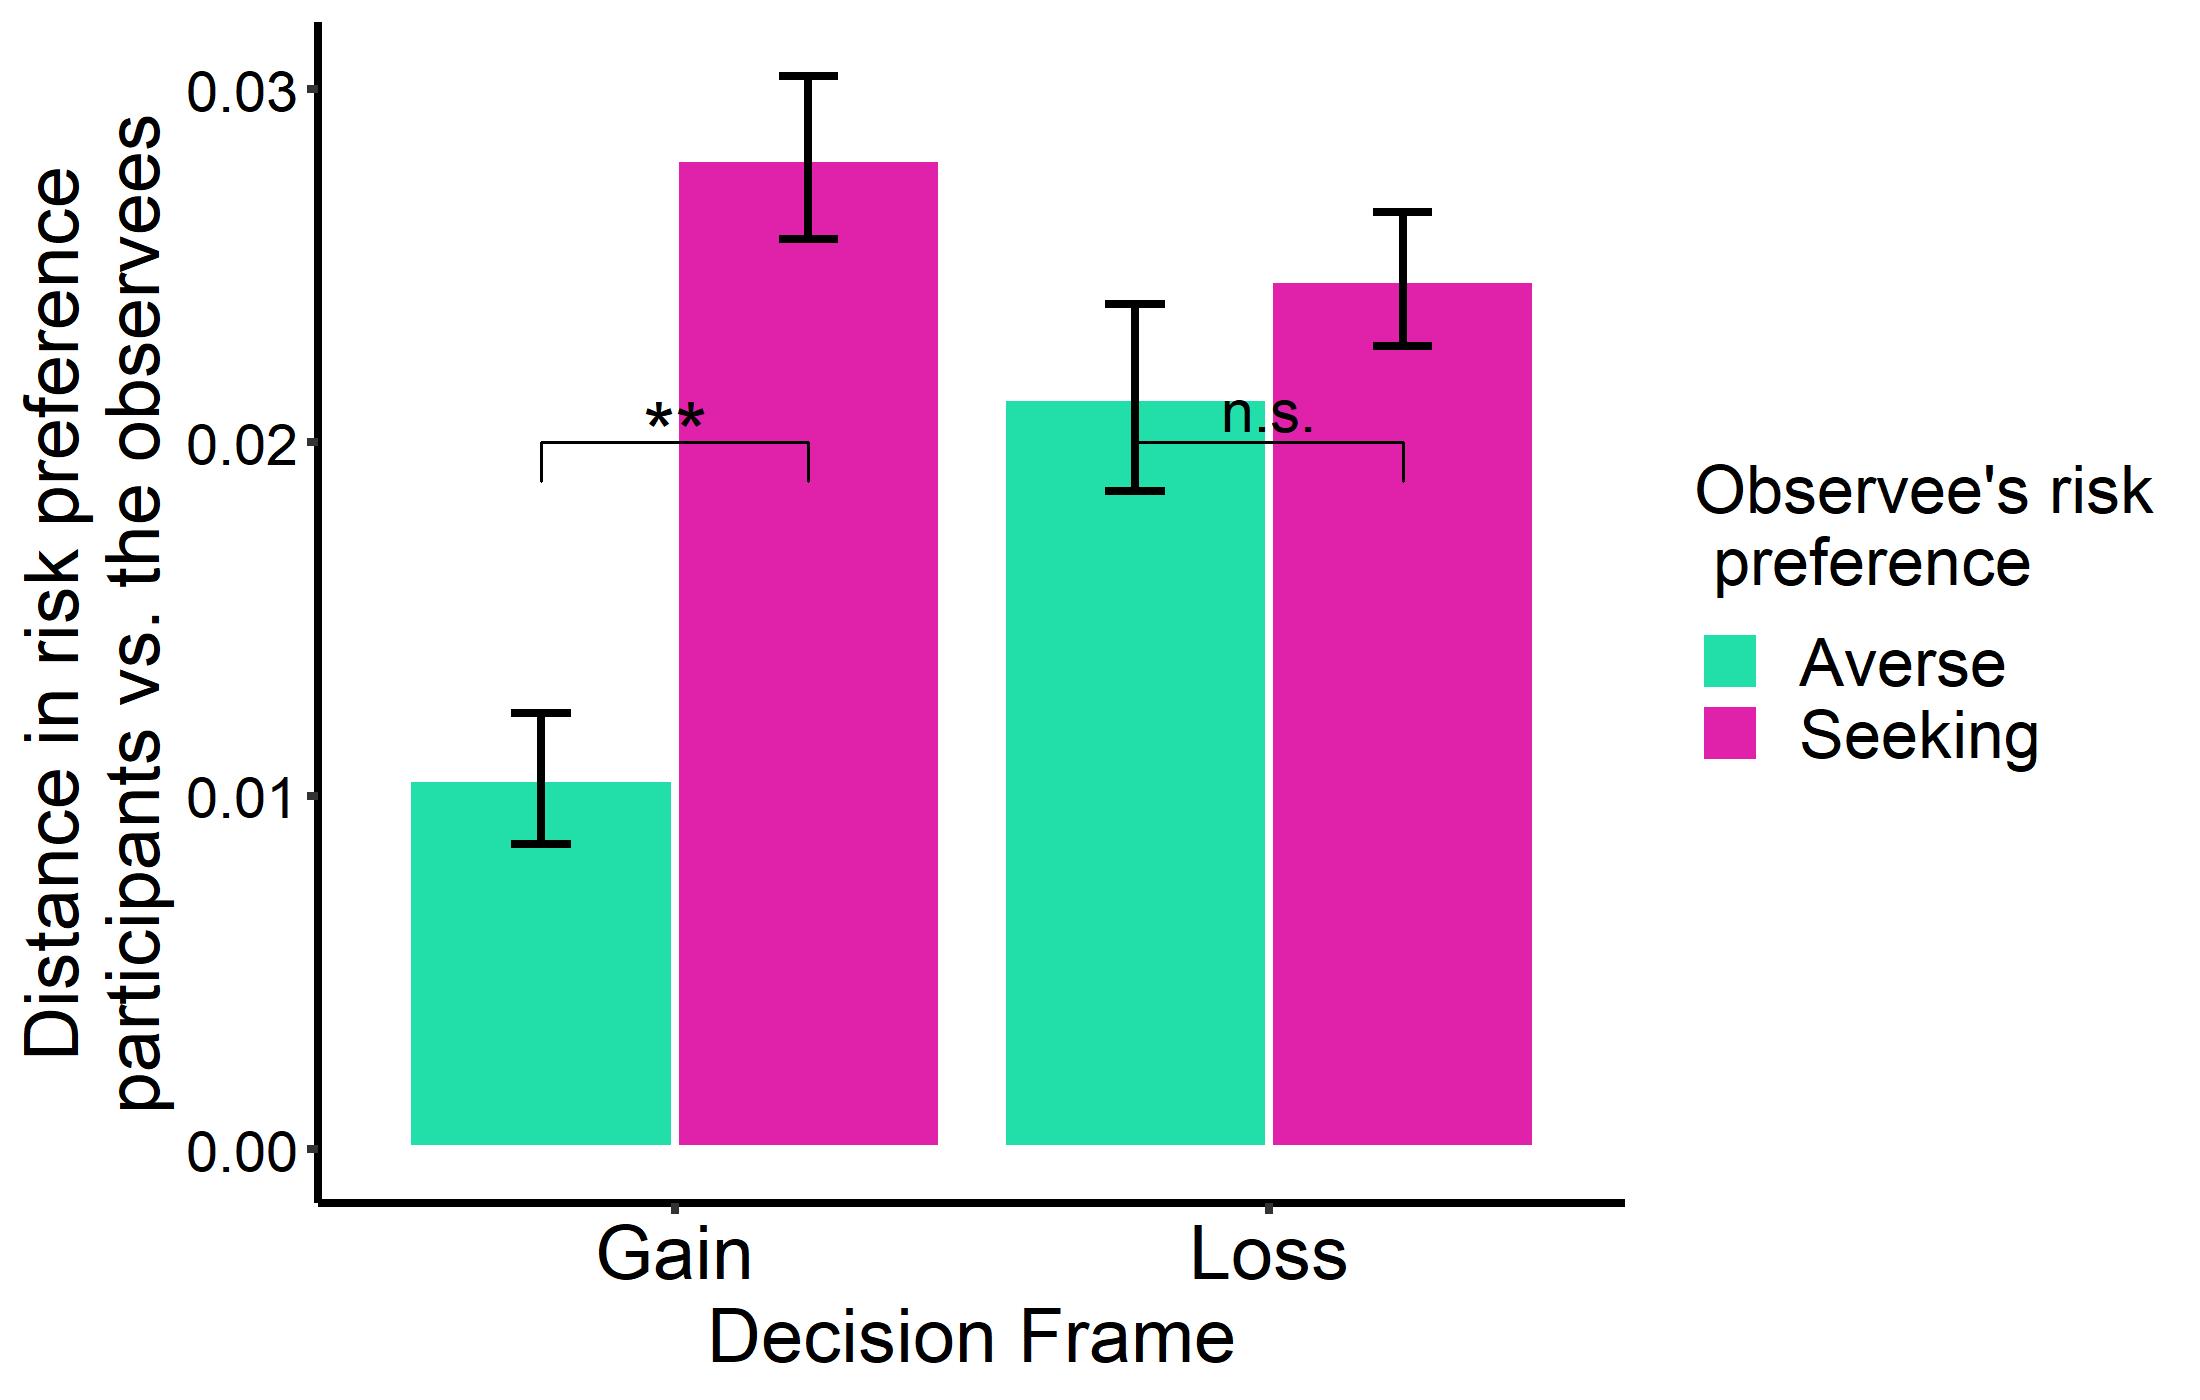 Distance in risk preference
participants vs. the observees
0.03
0.02
0.01
0.00
**
n.s.
Gain
Loss
Decision Frame
Observee's risk
preference
Averse
Seeking